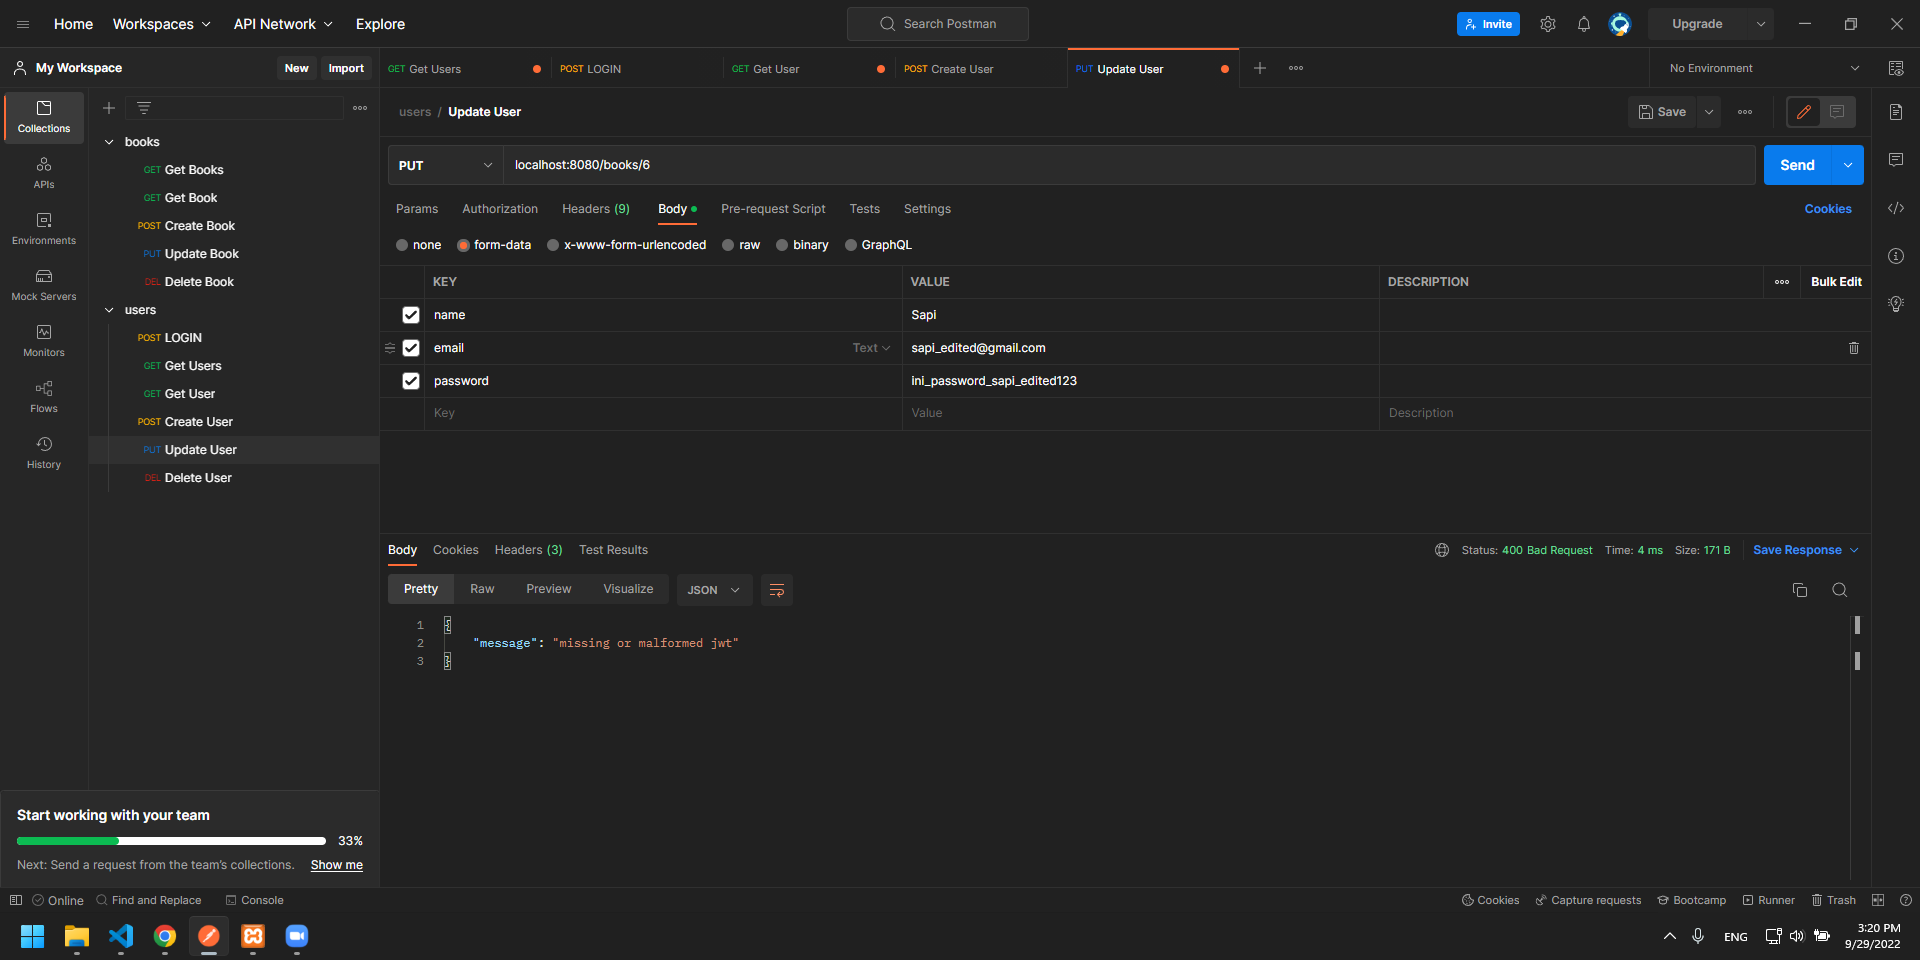 Home Workspaces API Network Explore Search Postman Invite Upgrade
My Workspace New Import GET Get Users POST LOGIN GET Get User POST Create User PUT Update User No Environment
Collections
APIs
Environments
Mock Servers
Monitors
Flows
History
books
GET Get Books
GET Get Book
POST Create Book
PUT Update Book
DEL Delete Book
users
POST LOGIN
GET Get Users
GET Get User
POST Create User
PUT Update User
DEL Delete User
users / Update User Save
PUT localhost:8080/books/6 Send
Params Authorization Headers (9) Body Pre-request Script Tests Settings Cookies
none form-data x-www-form-urlencoded raw binary GraphQL
KEY VALUE DESCRIPTION Bulk Edit
name Sapi
email Text sapi_edited@gmail.com
password ini_password_sapi_edited123
Key Value Description
Body Cookies Headers (3) Test Results Status: 400 Bad Request Time: 4 ms Size: 171 B Save Response
Pretty Raw Preview Visualize JSON
1 {
2 "message": "missing or malformed jwt"
3 }
Start working with your team
33%
Next: Send a request from the team's collections. Show me
Online Find and Replace Console Cookies Capture requests Bootcamp Runner Trash
ENG 3:20 PM
9/29/2022